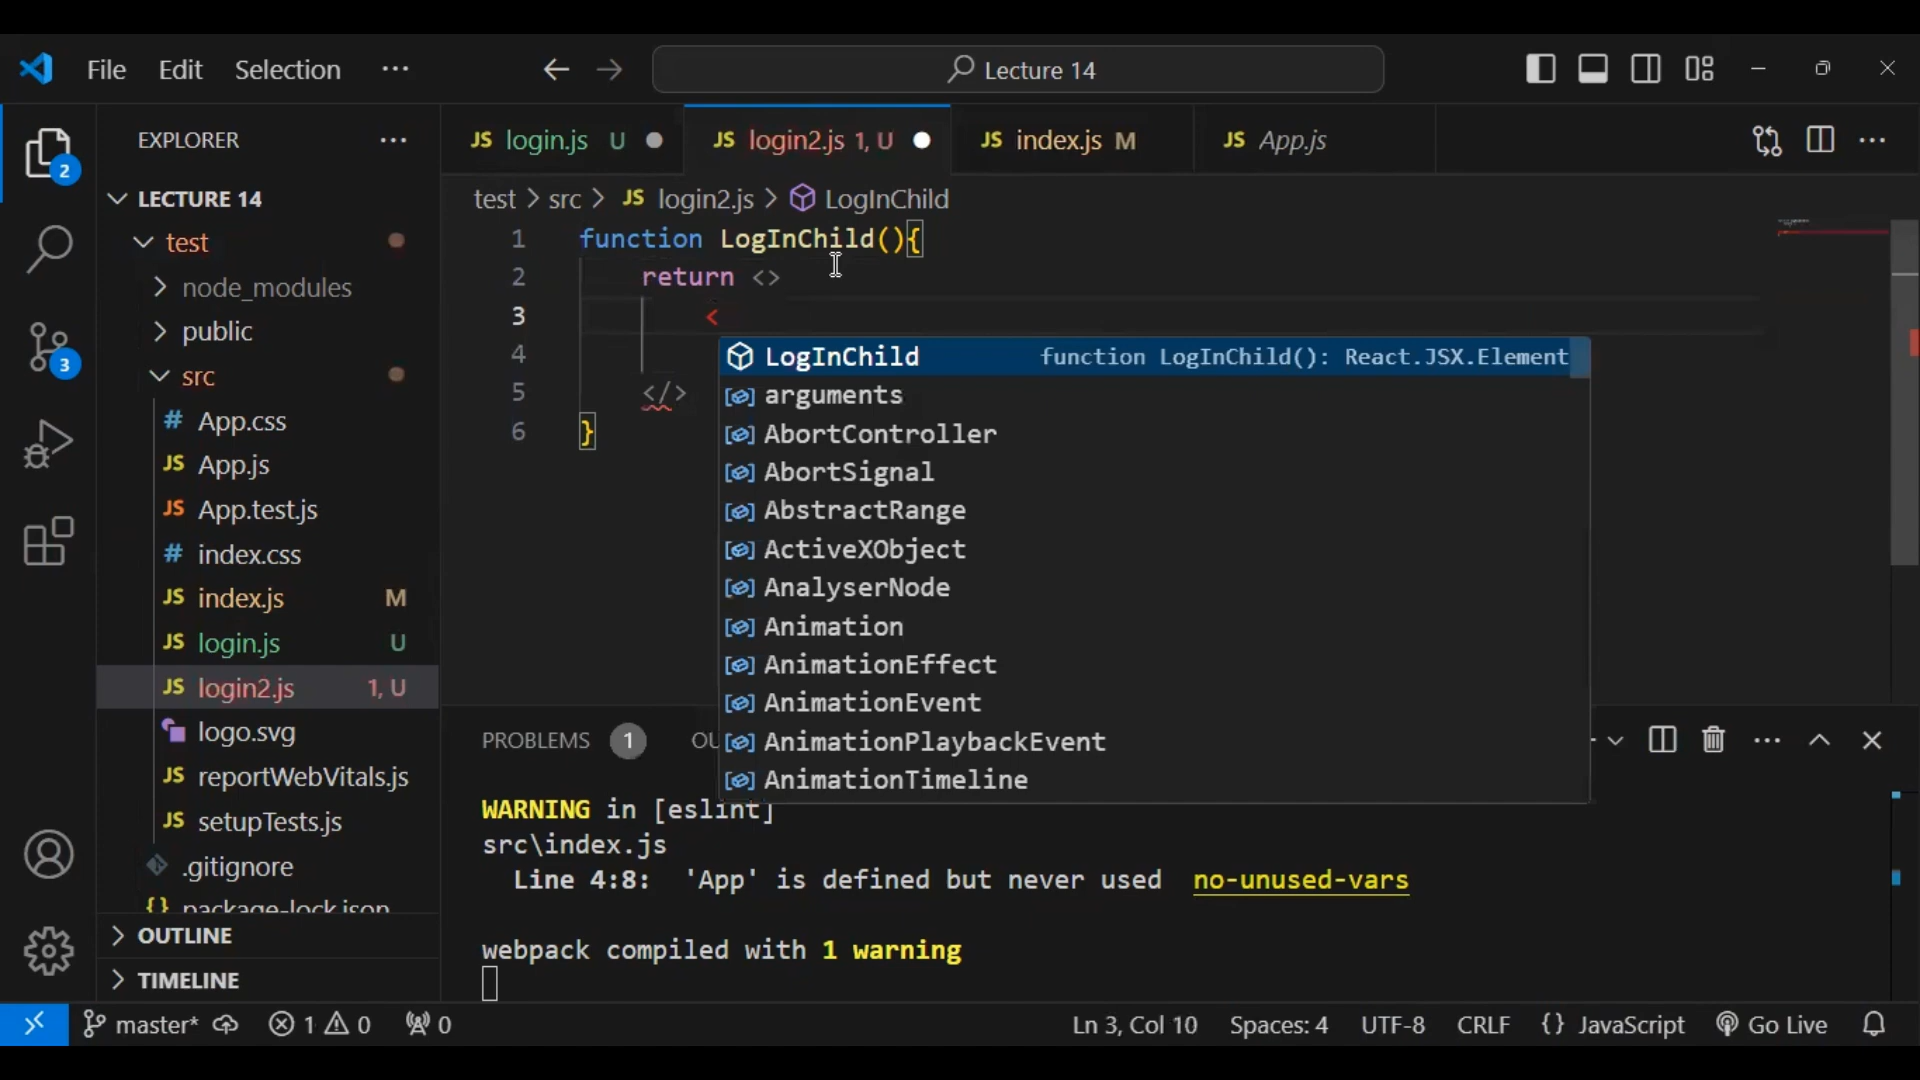 File Edit Selection ···
Lecture 14
EXPLORER ···
LECTURE 14
test
node_modules
public
src
# App.css
JS App.js
JS App.test.js
# index.css
JS index.js M
JS login.js U
JS login2.js 1, U
logo.svg
JS reportWebVitals.js
JS setupTests.js
.gitignore
{} package-lock.json
OUTLINE
TIMELINE
2
3
JS login.js U
JS login2.js 1, U
JS index.js M
JS App.js
test > src > JS login2.js > LogInChild
1 function LogInChild(){
2 return <>
3 <
4
5 </>
6 }
LogInChild function LogInChild(): React.JSX.Element
arguments
AbortController
AbortSignal
AbstractRange
ActiveXObject
AnalyserNode
Animation
AnimationEffect
AnimationEvent
AnimationPlaybackEvent
AnimationTimeline
PROBLEMS 1 OU
WARNING in [eslint]
src\index.js
Line 4:8: 'App' is defined but never used no-unused-vars
webpack compiled with 1 warning
master* 1 0 0 Ln 3, Col 10 Spaces: 4 UTF-8 CRLF {} JavaScript Go Live